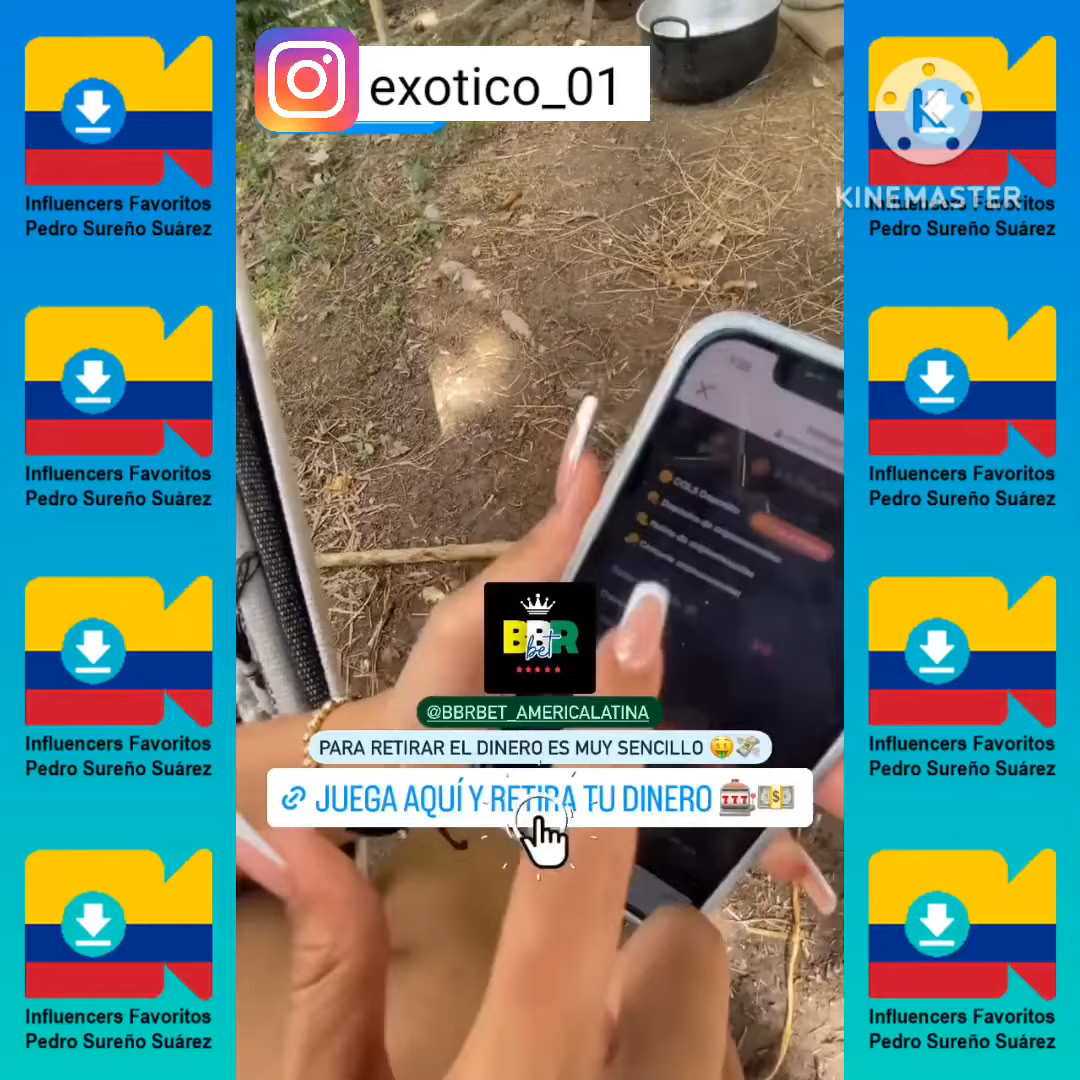 exotico_01
KINEMASTER
Influencers Favoritos
Pedro Sureño Suárez
Influencers Favoritos
Pedro Sureño Suárez
Influencers Favoritos
Pedro Sureño Suárez
Influencers Favoritos
Pedro Sureño Suárez
BBR
bet
@BBRBET_AMERICALATINA
PARA RETIRAR EL DINERO ES MUY SENCILLO
JUEGA AQUÍ Y RETIRA TU DINERO
777
Influencers Favoritos
Pedro Sureño Suárez
Influencers Favoritos
Pedro Sureño Suárez
Influencers Favoritos
Pedro Sureño Suárez
Influencers Favoritos
Pedro Sureño Suárez